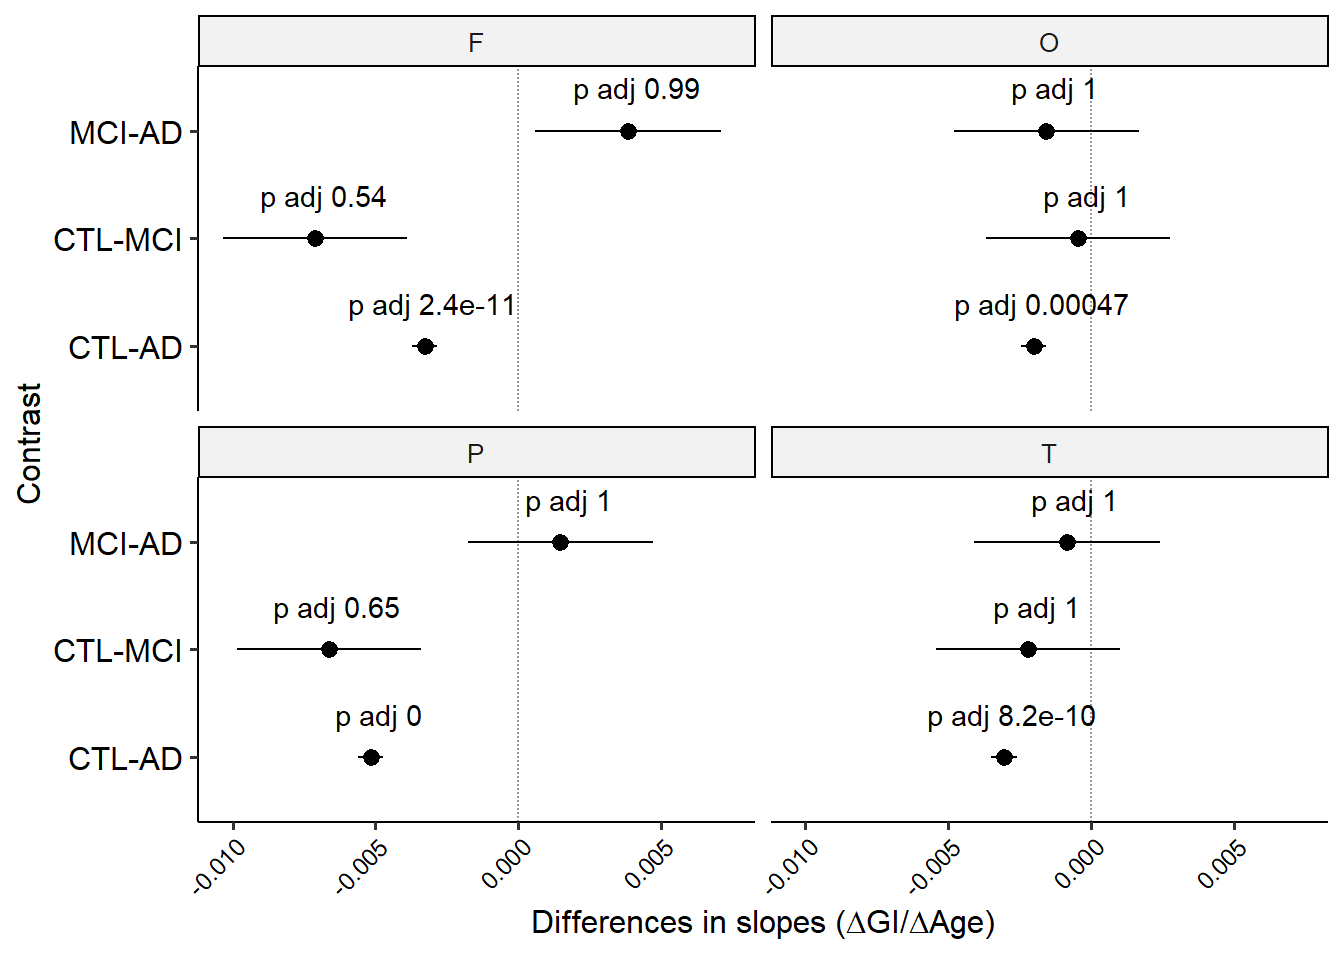 F
O
p adj 0.99
p adj 1
MCI-AD
p adj 0.54
p adj 1
CTL-MCI
p adj 2.4e-11
p adj 0.00047
CTL-AD
Contrast
P
T
p adj 1
p adj 1
MCI-AD
p adj 0.65
p adj 1
CTL-MCI
p adj 0
p adj 8.2e-10
CTL-AD
-0.010
-0.005
0.000
0.005
-0.010
-0.005
0.000
0.005
Differences in slopes (ΔGI/ΔAge)